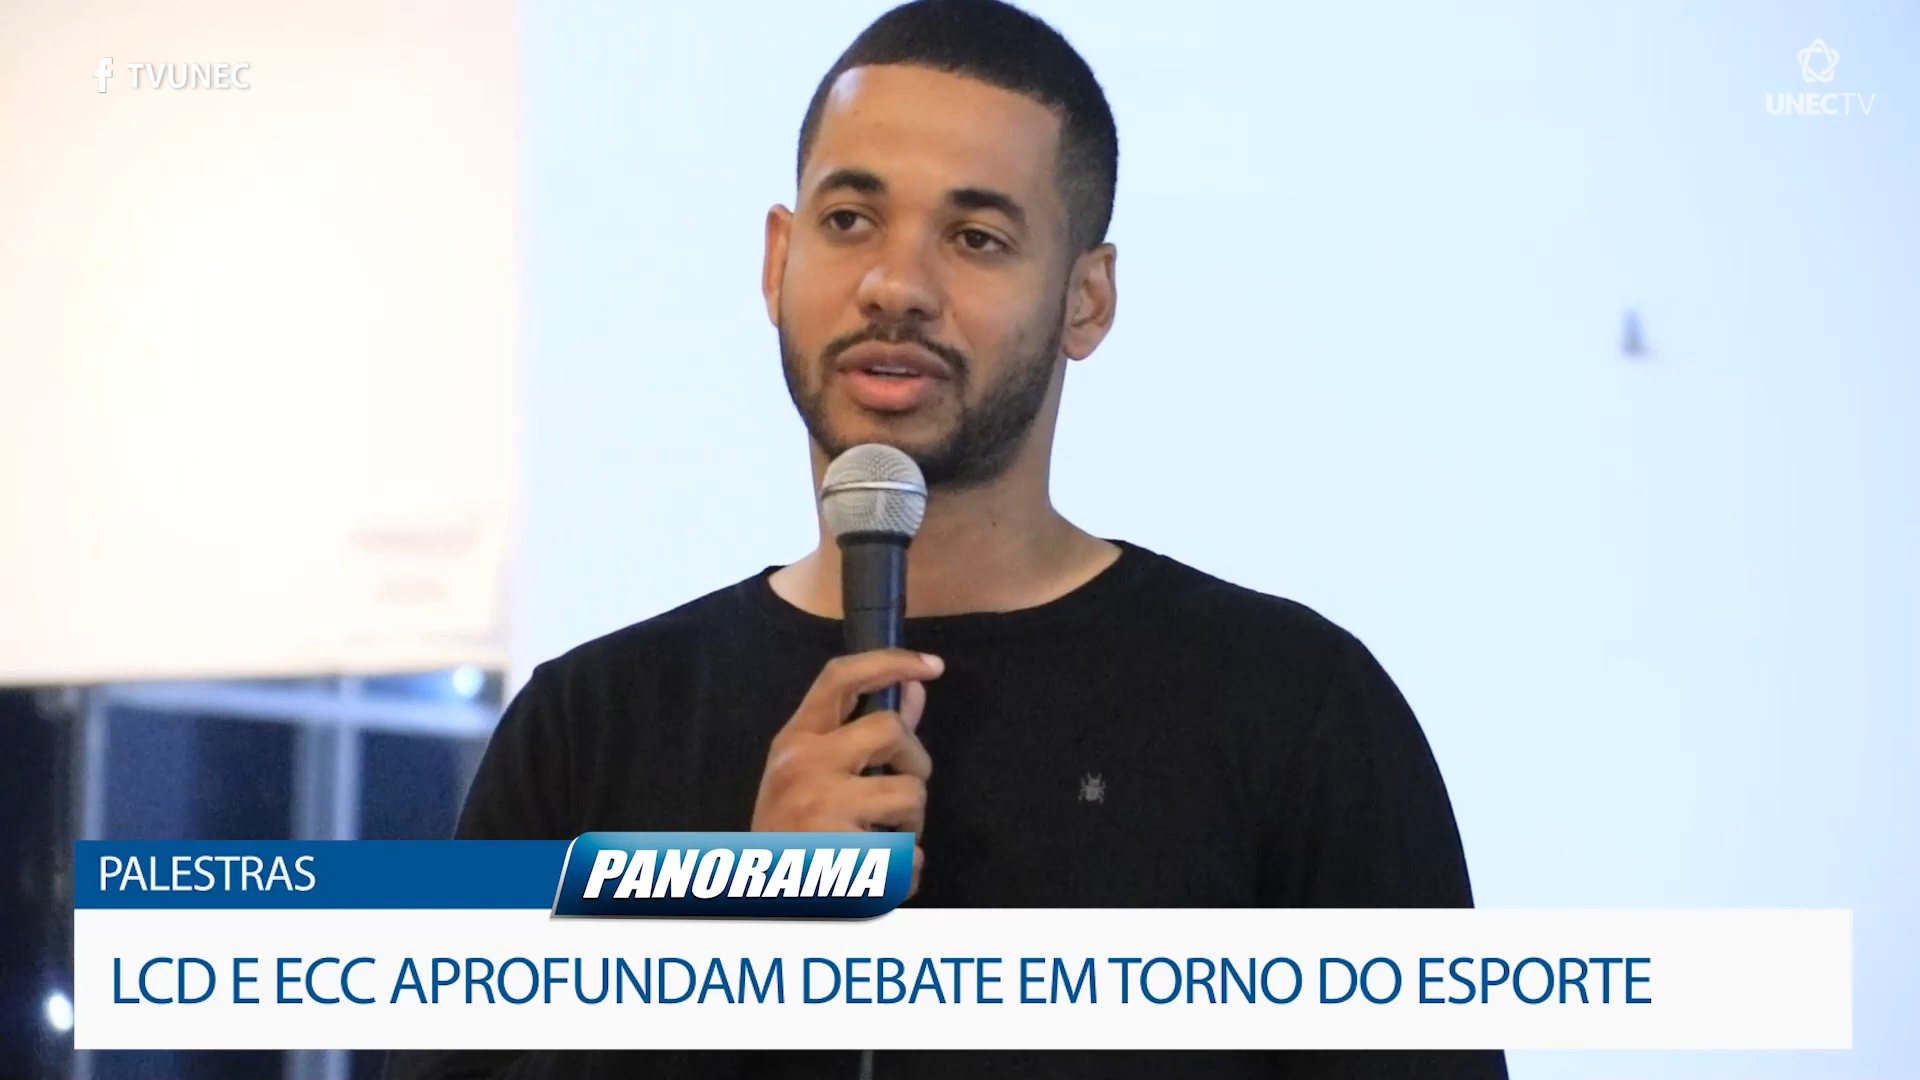 TVUNEC
UNECTV
PALESTRAS
PANORAMA
LCD E ECC APROFUNDAM DEBATE EM TORNO DO ESPORTE